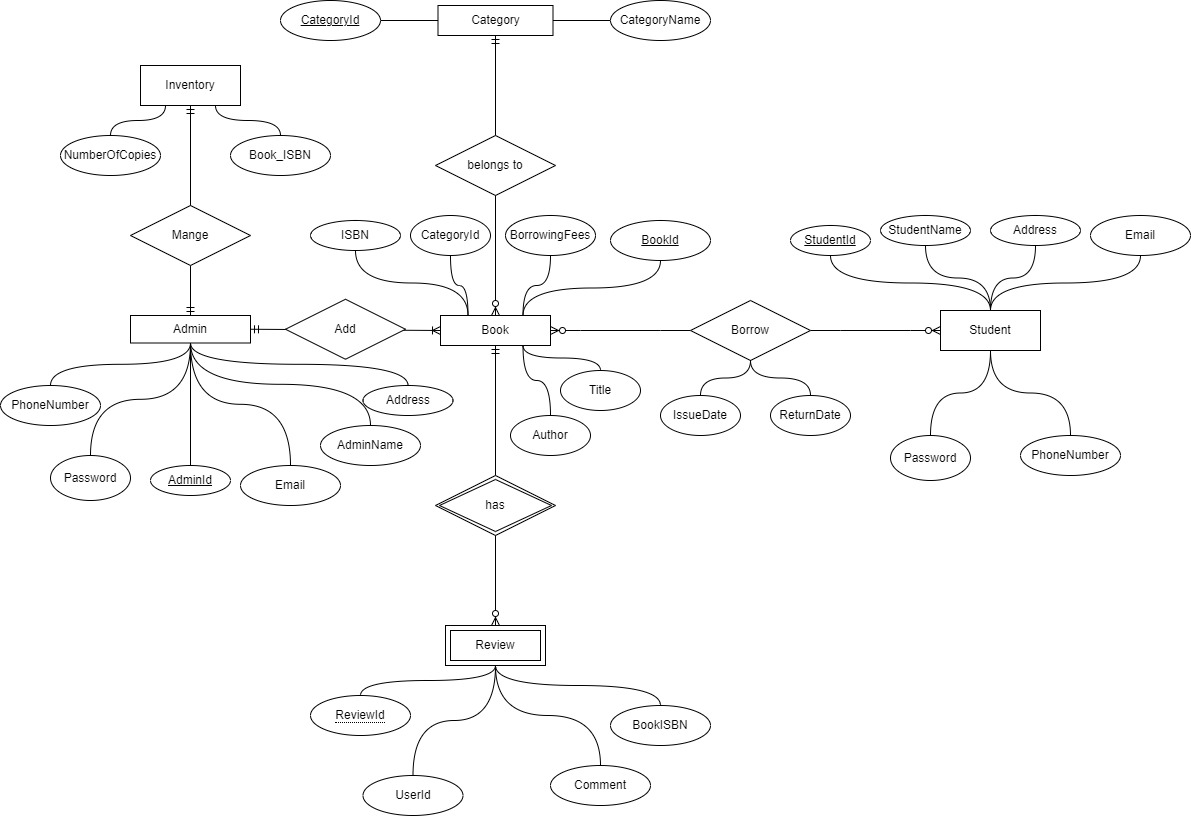 CategoryId
Category
CategoryName
Inventory
NumberOfCopies
Book_ISBN
belongs to
Mange
ISBN
CategoryId
BorrowingFees
BookId
StudentId
StudentName
Address
Email
Admin
Add
Book
Borrow
Student
PhoneNumber
Address
Title
IssueDate
ReturnDate
AdminName
Author
Password
AdminId
Email
Password
PhoneNumber
has
Review
ReviewId
BookISBN
UserId
Comment